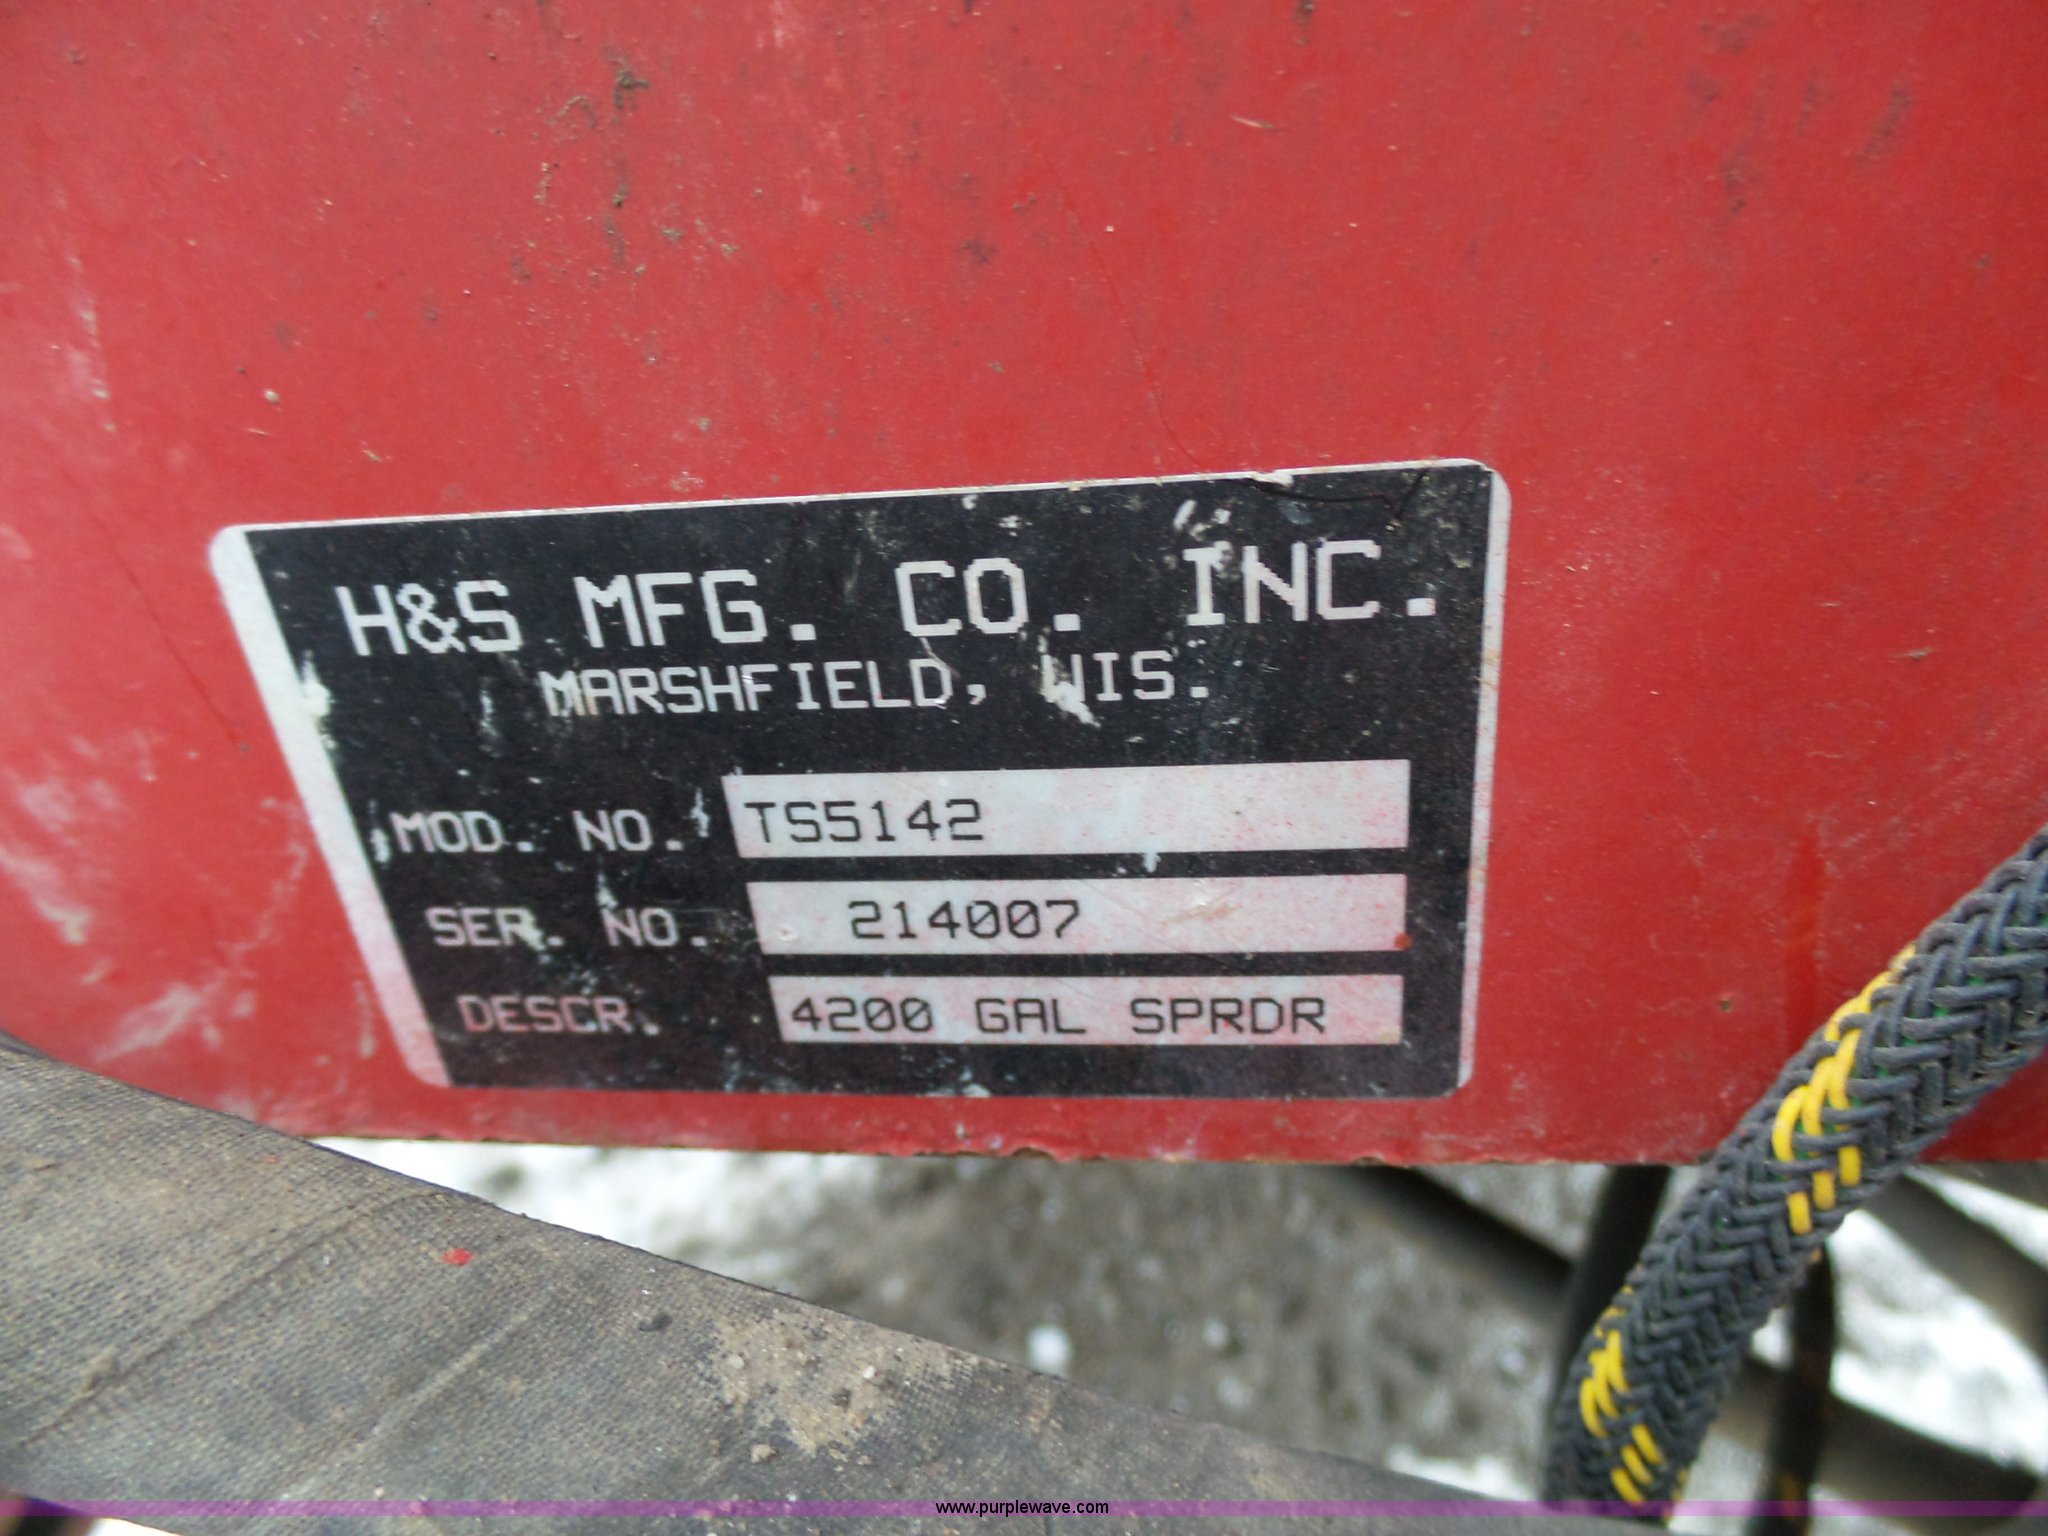 H&S MFG. CO. INC.
MARSHFIELD, WIS.
MOD. NO. TS5142
SER. NO. 214007
DESCR. 4200 GAL SPRDR
www.purplewave.com